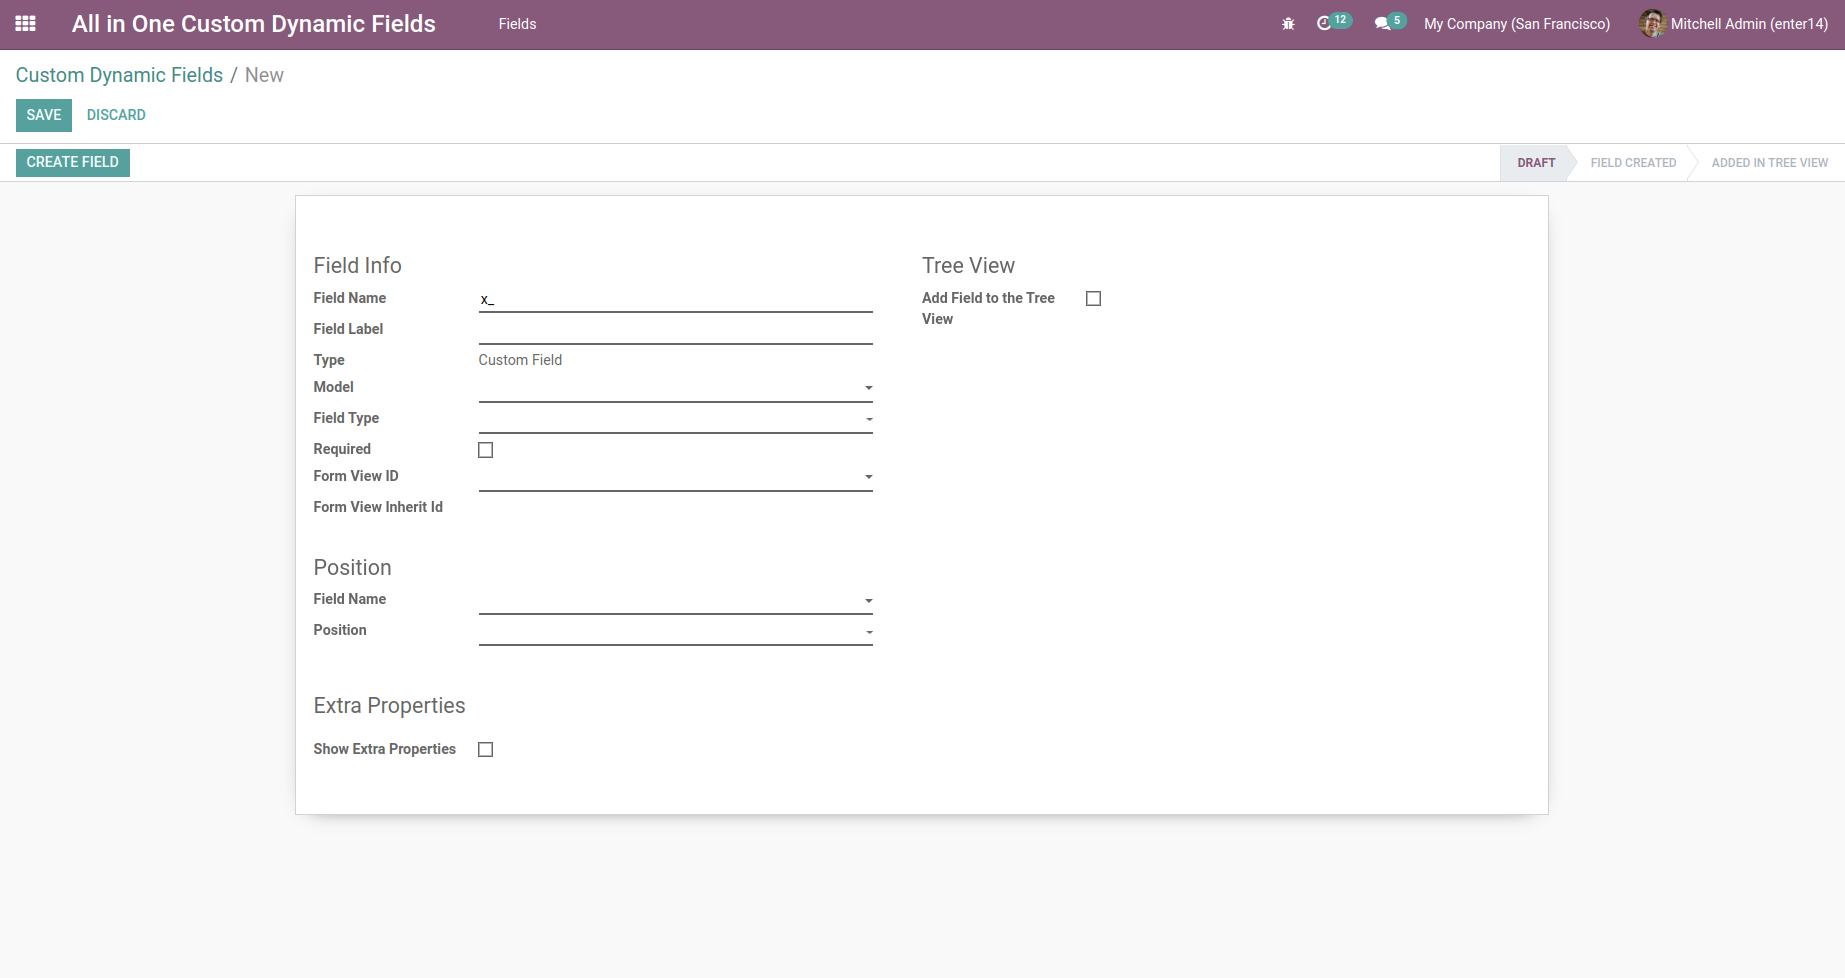 All in One Custom Dynamic Fields Fields 12 5 My Company (San Francisco) Mitchell Admin (enter14)
Custom Dynamic Fields / New
SAVE DISCARD
CREATE FIELD DRAFT FIELD CREATED ADDED IN TREE VIEW
Field Info
Field Name x_
Field Label
Type Custom Field
Model
Field Type
Required
Form View ID
Form View Inherit Id
Position
Field Name
Position
Extra Properties
Show Extra Properties
Tree View
Add Field to the Tree
View